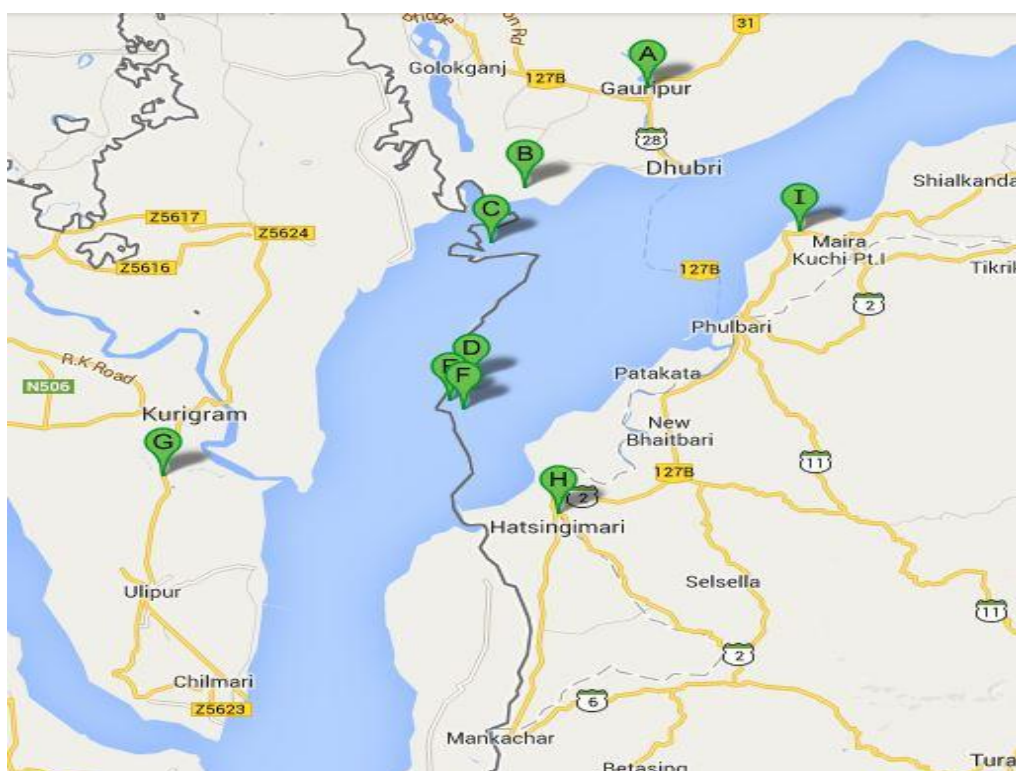 Bridge
31
A
Golokganj
127B
Gauripur
28
B
Dhubri
Z5617
C
I
Shialkanda
Z5624
Maira
Kuchi Pt.I
Z5616
127B
Tikrik
2
Phulbari
R.K-Road
D
N506
F
Patakata
Kurigram
New
Bhaitbari
G
11
127B
H
2
Hatsingimari
Ulipur
Selsella
11
2
Chilmari
Z5623
6
Mankachar
Betasing
Tura